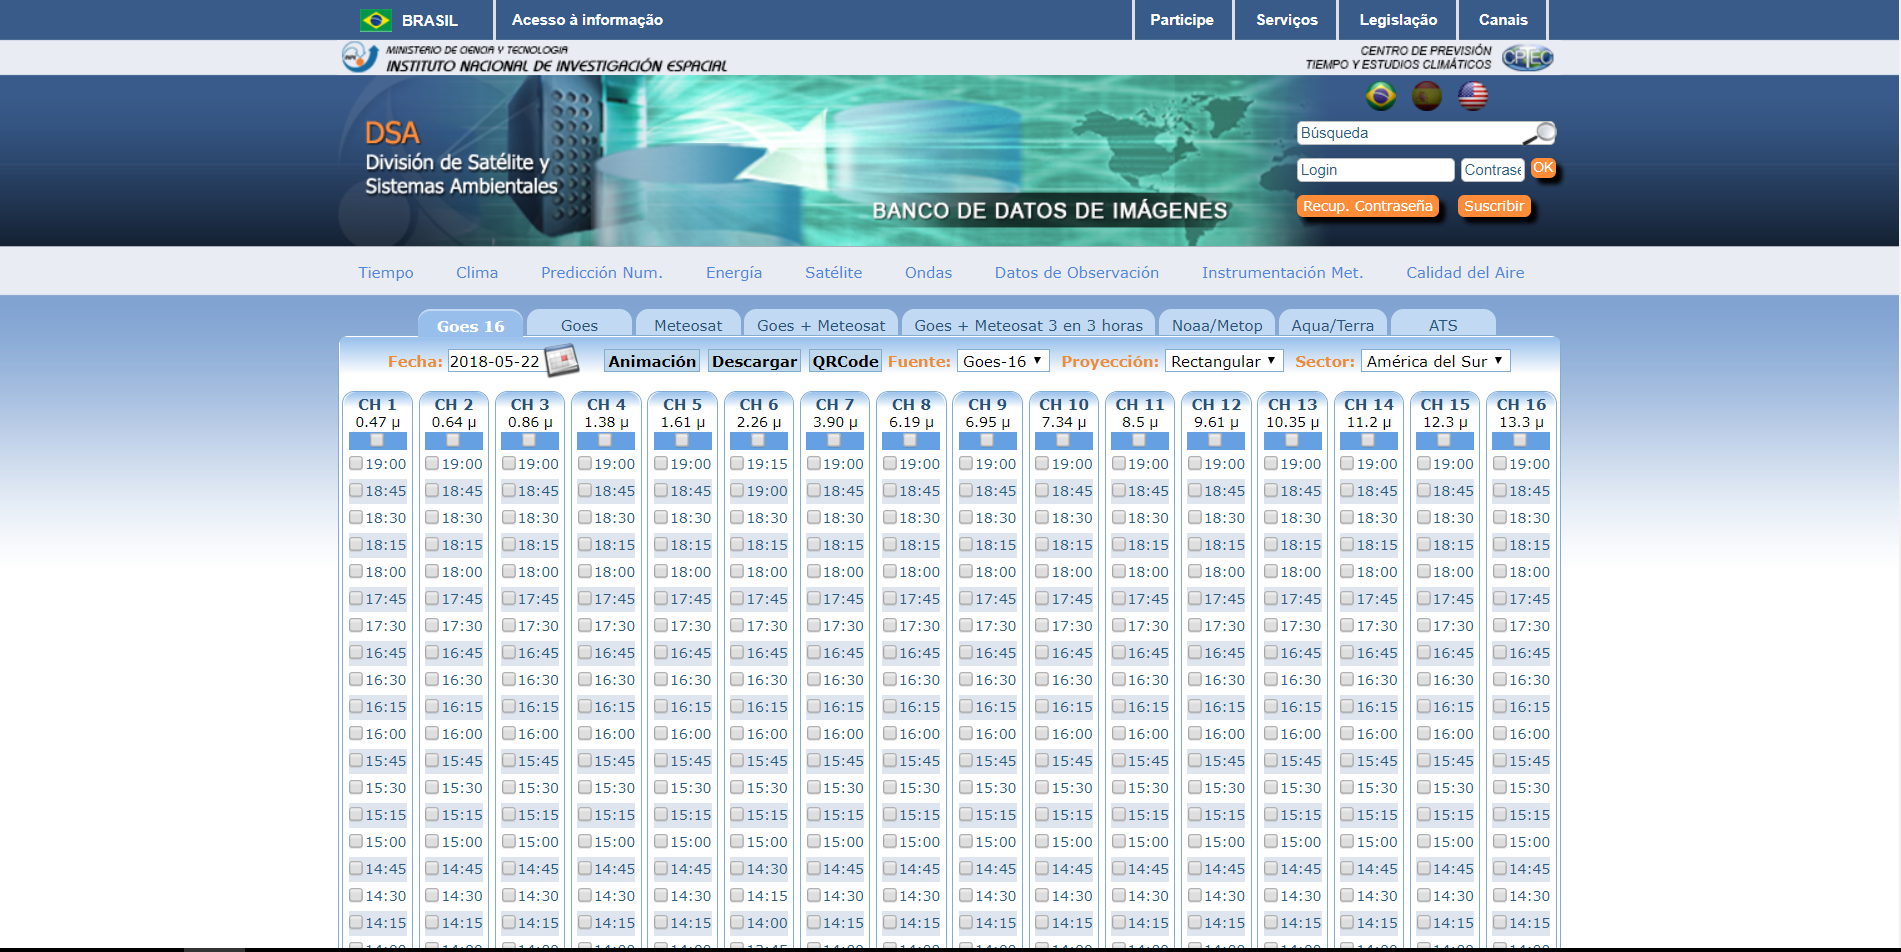 BRASIL Acesso à informação Participe Serviços Legislação Canais
MINISTERIO DE CIENCIA Y TECNOLOGIA
INSTITUTO NACIONAL DE INVESTIGACIÓN ESPACIAL
CENTRO DE PREVISIÓN
TIEMPO Y ESTUDIOS CLIMÁTICOS
CPTEC
DSA
División de Satélite y
Sistemas Ambientales
BANCO DE DATOS DE IMÁGENES
Búsqueda
Login Contrase OK
Recup. Contraseña Suscribir
Tiempo Clima Predicción Num. Energía Satélite Ondas Datos de Observación Instrumentación Met. Calidad del Aire
Goes 16 Goes Meteosat Goes + Meteosat Goes + Meteosat 3 en 3 horas Noaa/Metop Aqua/Terra ATS
Fecha: 2018-05-22 Animación Descargar QRCode Fuente: Goes-16 Proyección: Rectangular Sector: América del Sur
CH 1 CH 2 CH 3 CH 4 CH 5 CH 6 CH 7 CH 8 CH 9 CH 10 CH 11 CH 12 CH 13 CH 14 CH 15 CH 16
0.47 µ 0.64 µ 0.86 µ 1.38 µ 1.61 µ 2.26 µ 3.90 µ 6.19 µ 6.95 µ 7.34 µ 8.5 µ 9.61 µ 10.35 µ 11.2 µ 12.3 µ 13.3 µ
19:00 19:00 19:00 19:00 19:00 19:15 19:00 19:00 19:00 19:00 19:00 19:00 19:00 19:00 19:00 19:00
18:45 18:45 18:45 18:45 18:45 19:00 18:45 18:45 18:45 18:45 18:45 18:45 18:45 18:45 18:45 18:45
18:30 18:30 18:30 18:30 18:30 18:30 18:30 18:30 18:30 18:30 18:30 18:30 18:30 18:30 18:30 18:30
18:15 18:15 18:15 18:15 18:15 18:15 18:15 18:15 18:15 18:15 18:15 18:15 18:15 18:15 18:15 18:15
18:00 18:00 18:00 18:00 18:00 18:00 18:00 18:00 18:00 18:00 18:00 18:00 18:00 18:00 18:00 18:00
17:45 17:45 17:45 17:45 17:45 17:45 17:45 17:45 17:45 17:45 17:45 17:45 17:45 17:45 17:45 17:45
17:30 17:30 17:30 17:30 17:30 17:30 17:30 17:30 17:30 17:30 17:30 17:30 17:30 17:30 17:30 17:30
16:45 16:45 16:45 16:45 16:45 16:45 16:45 16:45 16:45 16:45 16:45 16:45 16:45 16:45 16:45 16:45
16:30 16:30 16:30 16:30 16:30 16:30 16:30 16:30 16:30 16:30 16:30 16:30 16:30 16:30 16:30 16:30
16:15 16:15 16:15 16:15 16:15 16:15 16:15 16:15 16:15 16:15 16:15 16:15 16:15 16:15 16:15 16:15
16:00 16:00 16:00 16:00 16:00 16:00 16:00 16:00 16:00 16:00 16:00 16:00 16:00 16:00 16:00 16:00
15:45 15:45 15:45 15:45 15:45 15:45 15:45 15:45 15:45 15:45 15:45 15:45 15:45 15:45 15:45 15:45
15:30 15:30 15:30 15:30 15:30 15:30 15:30 15:30 15:30 15:30 15:30 15:30 15:30 15:30 15:30 15:30
15:15 15:15 15:15 15:15 15:15 15:15 15:15 15:15 15:15 15:15 15:15 15:15 15:15 15:15 15:15 15:15
15:00 15:00 15:00 15:00 15:00 15:00 15:00 15:00 15:00 15:00 15:00 15:00 15:00 15:00 15:00 15:00
14:45 14:45 14:45 14:45 14:45 14:30 14:45 14:45 14:45 14:45 14:45 14:45 14:45 14:45 14:45 14:45
14:30 14:30 14:30 14:30 14:30 14:15 14:30 14:30 14:30 14:30 14:30 14:30 14:30 14:30 14:30 14:30
14:15 14:15 14:15 14:15 14:15 14:00 14:15 14:15 14:15 14:15 14:15 14:15 14:15 14:15 14:15 14:15